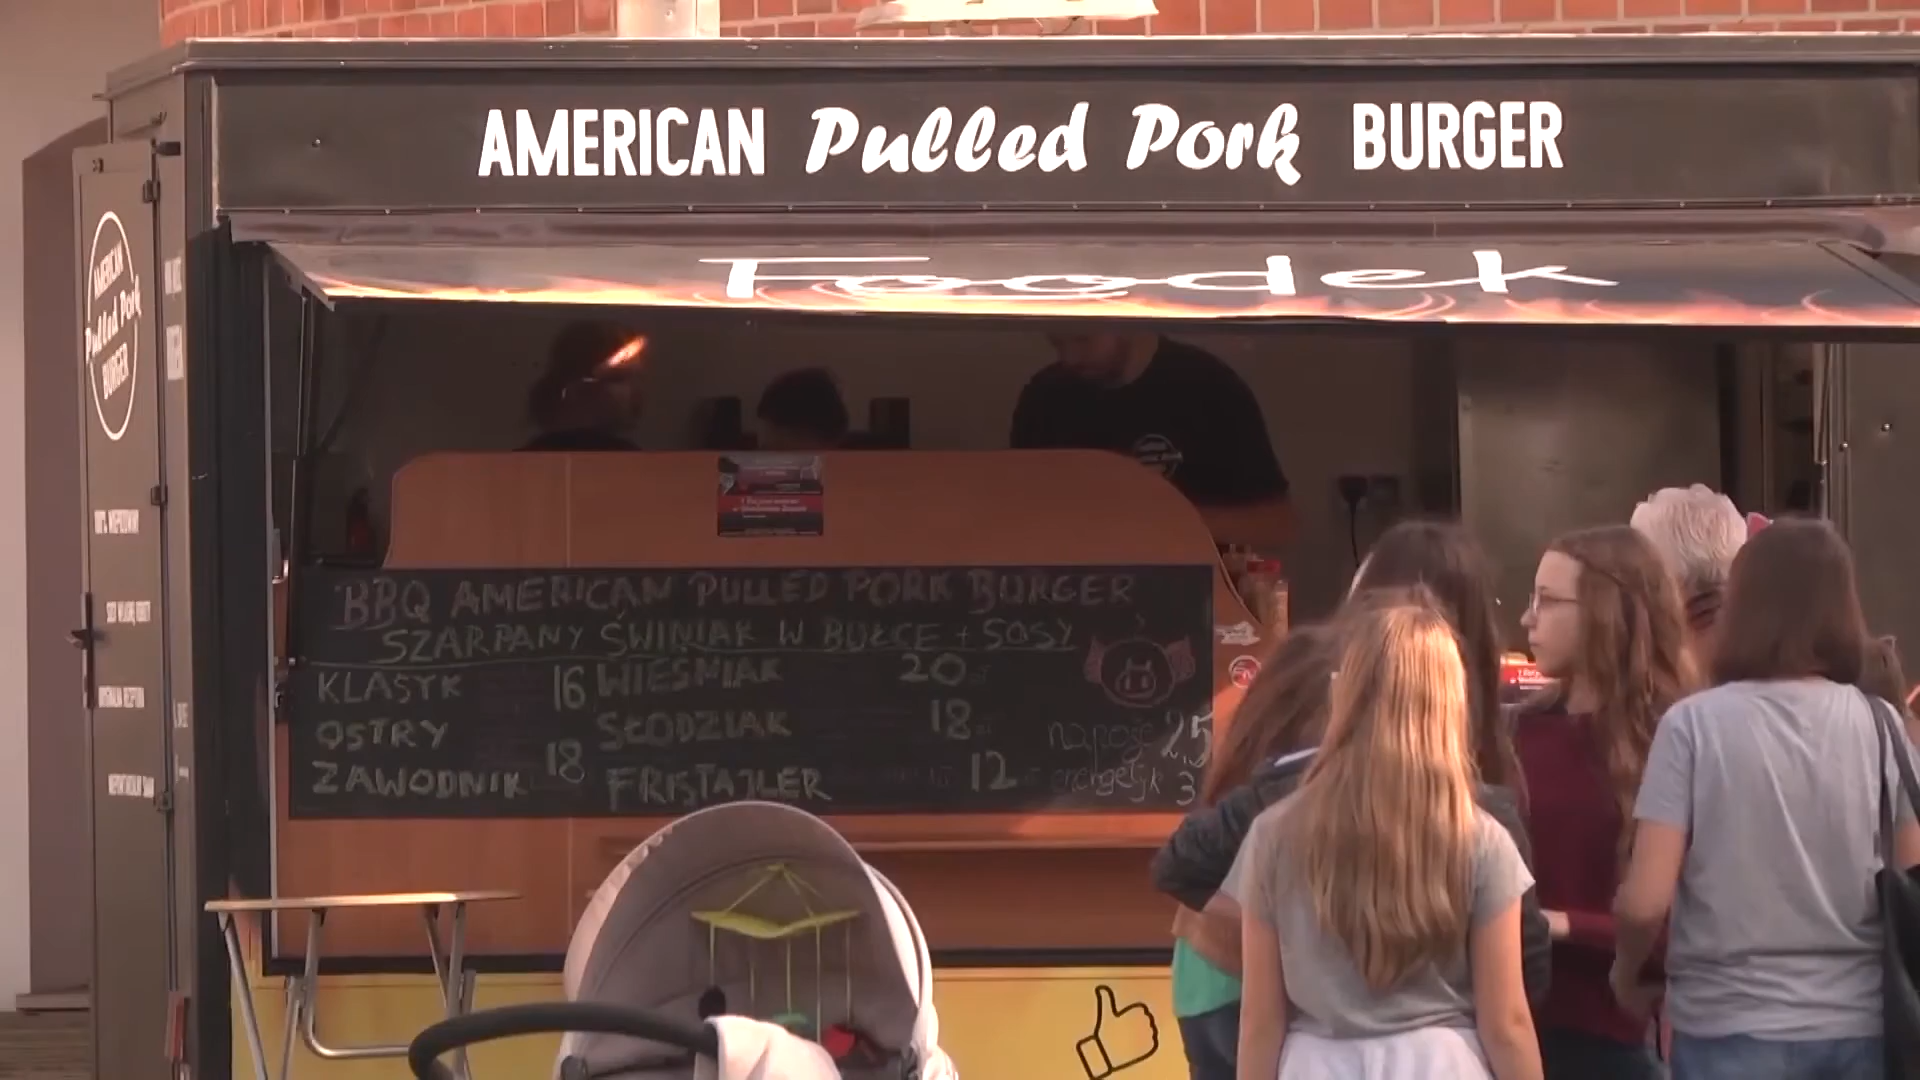 AMERICAN Pulled Pork BURGER
Foodek
AMERICAN
Pulled Pork
BURGER
BBQ AMERICAN PULLED PORK BURGER
SZARPANY ŚWINIAK W BUŁCE + SOSY
KLASYK 16 WIEŚNIAK 20
OSTRY SŁODZIAK 18 napoje 2,5
ZAWODNIK 18 FRISTAJLER 12 energetyk 3